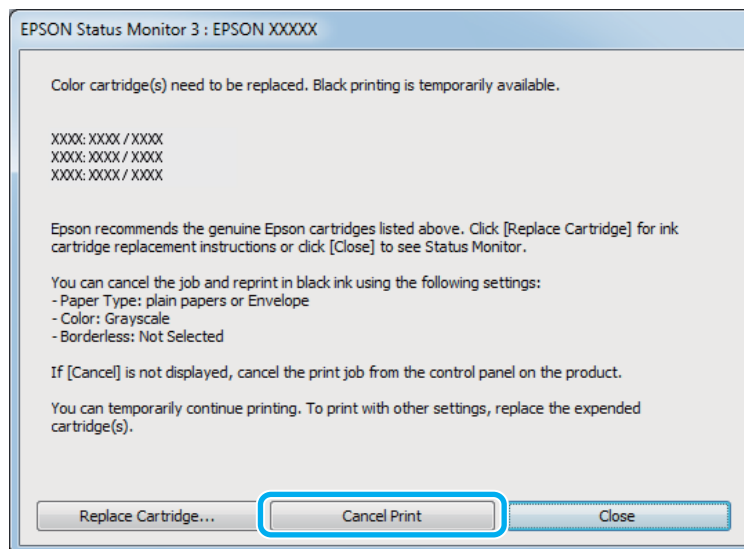 EPSON Status Monitor 3 : EPSON XXXXX
Color cartridge(s) need to be replaced. Black printing is temporarily available.
XXXX: XXXX / XXXX
XXXX: XXXX / XXXX
XXXX: XXXX / XXXX
Epson recommends the genuine Epson cartridges listed above. Click [Replace Cartridge] for ink
cartridge replacement instructions or click [Close] to see Status Monitor.
You can cancel the job and reprint in black ink using the following settings:
- Paper Type: plain papers or Envelope
- Color: Grayscale
- Borderless: Not Selected
If [Cancel] is not displayed, cancel the print job from the control panel on the product.
You can temporarily continue printing. To print with other settings, replace the expended
cartridge(s).
Replace Cartridge... Cancel Print Close